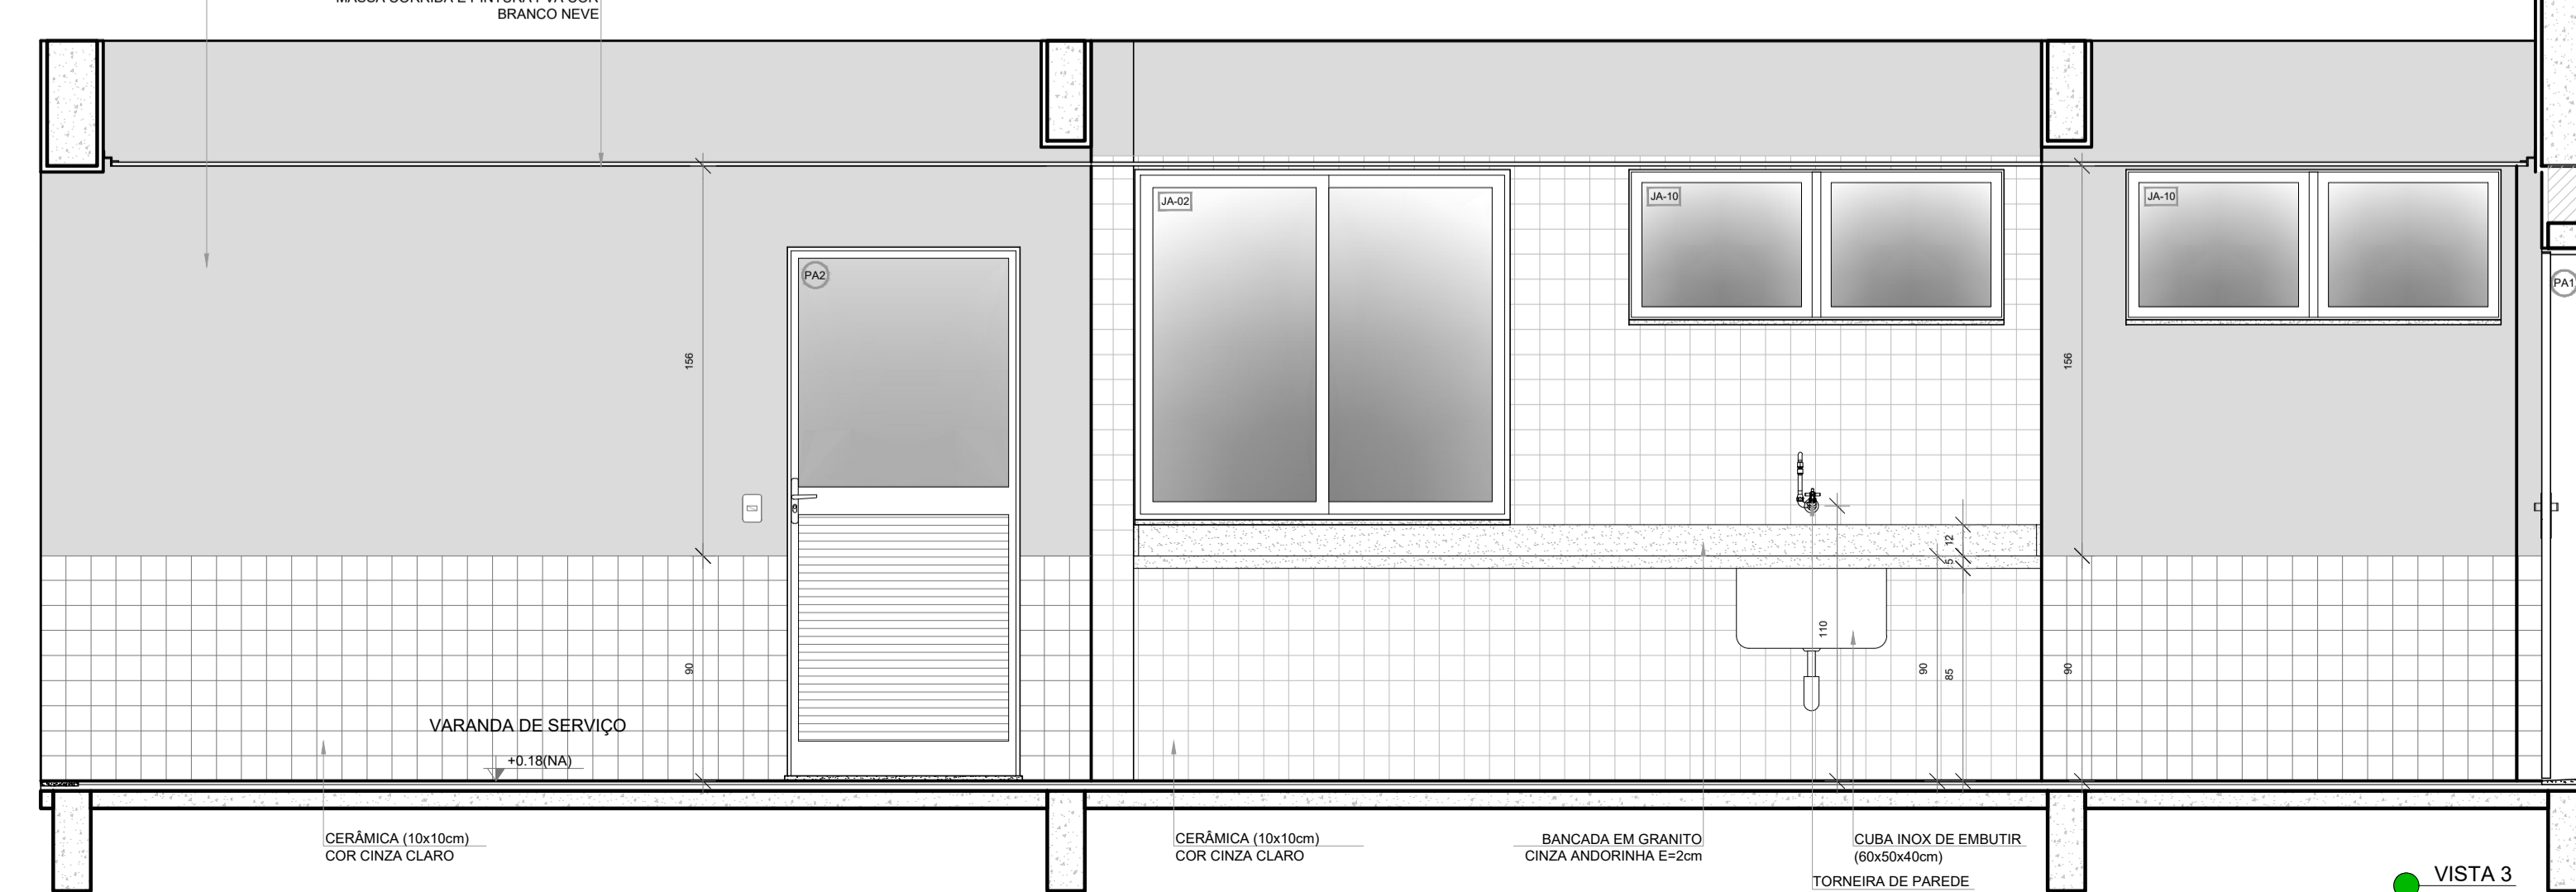 BRANCO NEVE
JA-02
JA-10
JA-10
PA2
PA1
156
156
12
5
110
90
90
85
90
VARANDA DE SERVIÇO
+0.18(NA)
CERÂMICA (10x10cm)
COR CINZA CLARO
CERÂMICA (10x10cm)
COR CINZA CLARO
BANCADA EM GRANITO
CINZA ANDORINHA E=2cm
CUBA INOX DE EMBUTIR
(60x50x40cm)
TORNEIRA DE PAREDE
VISTA 3